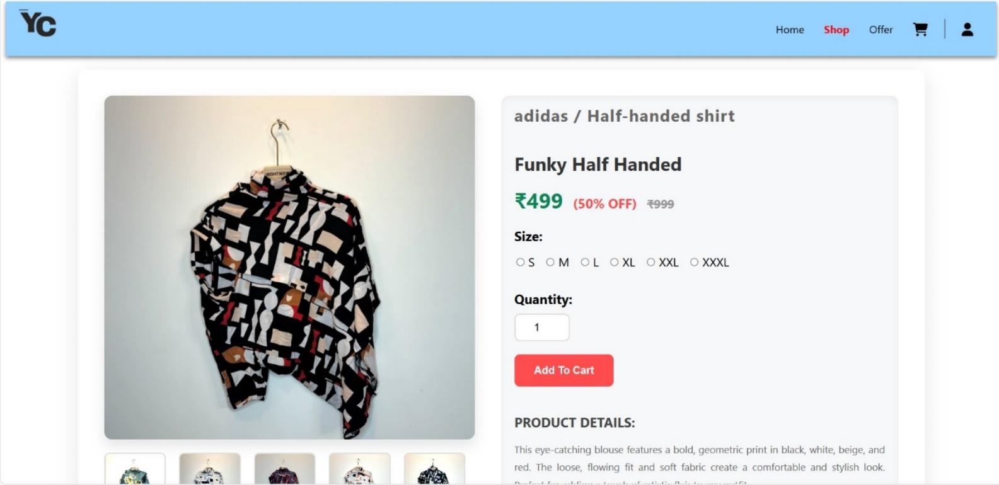 YC
Home Shop Offer
adidas / Half-handed shirt
Funky Half Handed
₹499 (50% OFF) ₹999
Size:
S M L XL XXL XXXL
Quantity:
1
Add To Cart
PRODUCT DETAILS:
This eye-catching blouse features a bold, geometric print in black, white, beige, and
red. The loose, flowing fit and soft fabric create a comfortable and stylish look.